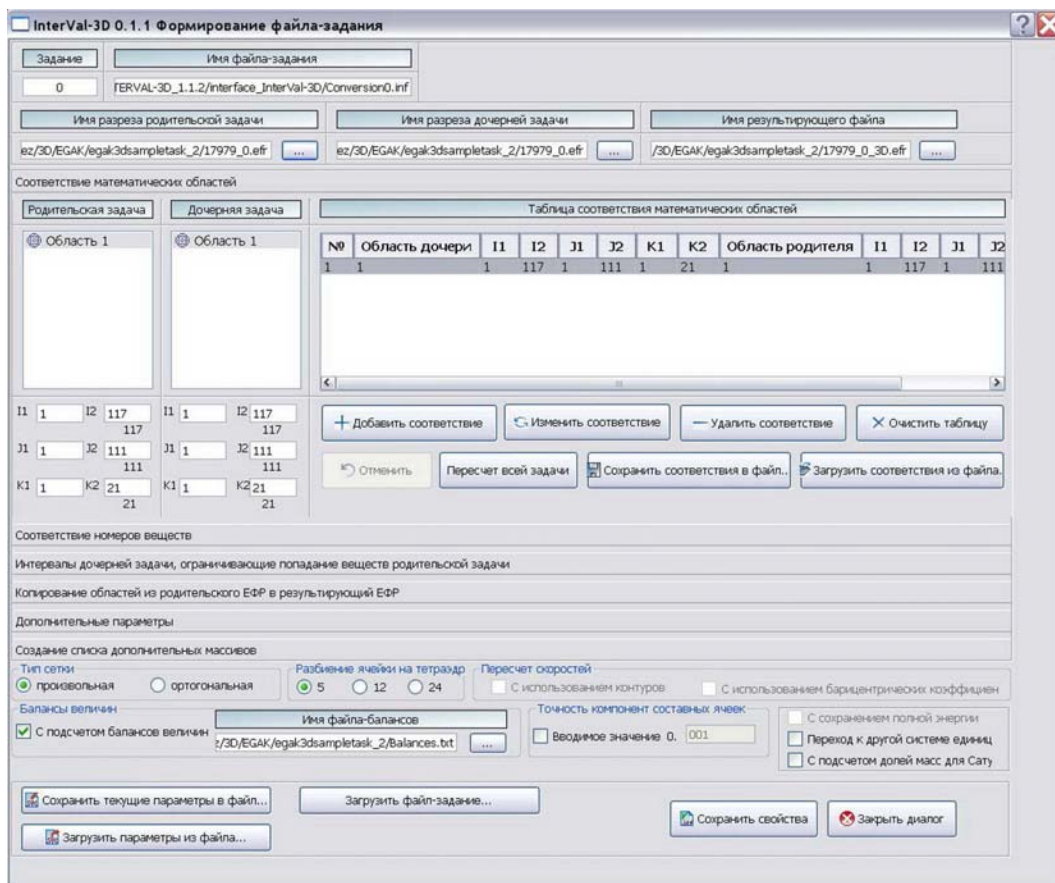 InterVal-3D 0.1.1 Формирование файла-задания
Задание Имя файла-задания
0 TERVAL-3D_1.1.2/interface_InterVal-3D/Conversion0.inf
Имя разреза родительской задачи Имя разреза дочерней задачи Имя результирующего файла
ez/3D/EGAK/egak3dsampletask_2/17979_0.efr ... ez/3D/EGAK/egak3dsampletask_2/17979_0.efr ... /3D/EGAK/egak3dsampletask_2/17979_0_3D.efr ...
Соответствие математических областей
Родительская задача Дочерняя задача Таблица соответствия математических областей
Область 1 Область 1
№ Область дочери I1 I2 J1 J2 K1 K2 Область родителя I1 I2 J1 J2
1 1 1 117 1 111 1 21 1 1 117 1 111
I1 1 I2 117 I1 1 I2 117
117 117
J1 1 J2 111 J1 1 J2 111
111 111
K1 1 K2 21 K1 1 K2 21
21 21
Добавить соответствие Изменить соответствие Удалить соответствие Очистить таблицу
Отменить Пересчет всей задачи Сохранить соответствия в файл.. Загрузить соответствия из файла.
Соответствие номеров веществ
Интервалы дочерней задачи, ограничивающие попадание веществ родительской задачи
Копирование областей из родительского ЕФР в результирующий ЕФР
Дополнительные параметры
Создание списка дополнительных массивов
Тип сетки Разбиение ячейки на тетраэдр Пересчет скоростей
произвольная ортогональная 5 12 24 С использованием контуров С использованием барицентрических коэффициен
Балансы величин Имя файла-балансов Точность компонент составных ячеек
С подсчетом балансов величин z/3D/EGAK/egak3dsampletask_2/Balances.txt ... Вводимое значение 0. 001
С сохранением полной энергии
Переход к другой системе единиц
С подсчетом долей масс для Сату
Сохранить текущие параметры в файл... Загрузить файл-задание...
Загрузить параметры из файла... Сохранить свойства Закрыть диалог